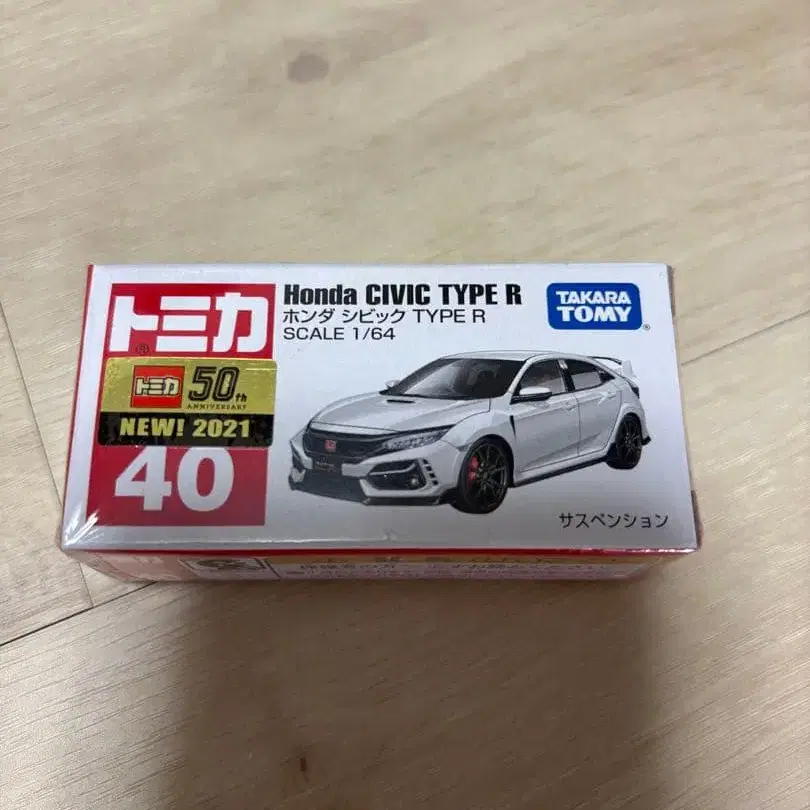 トミカ
Honda CIVIC TYPE R
ホンダ シビック TYPE R
SCALE 1/64
TAKARA
TOMY
トミカ 50th
ANNIVERSARY
NEW! 2021
40
サスペンション